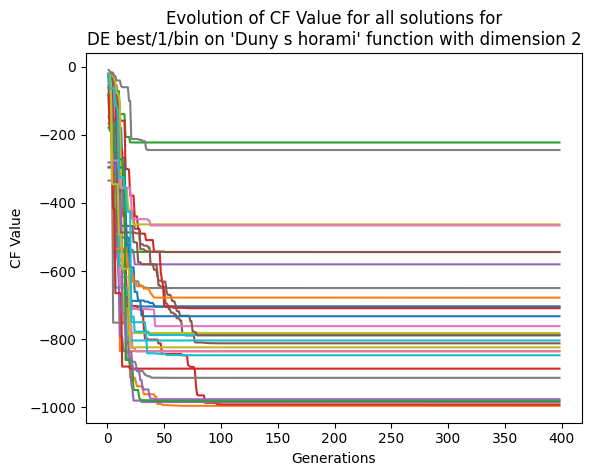 Evolution of CF Value for all solutions for
DE best/1/bin on 'Duny s horami' function with dimension 2
0
−200
−400
−600
−800
−1000
CF Value
0 50 100 150 200 250 300 350 400
Generations